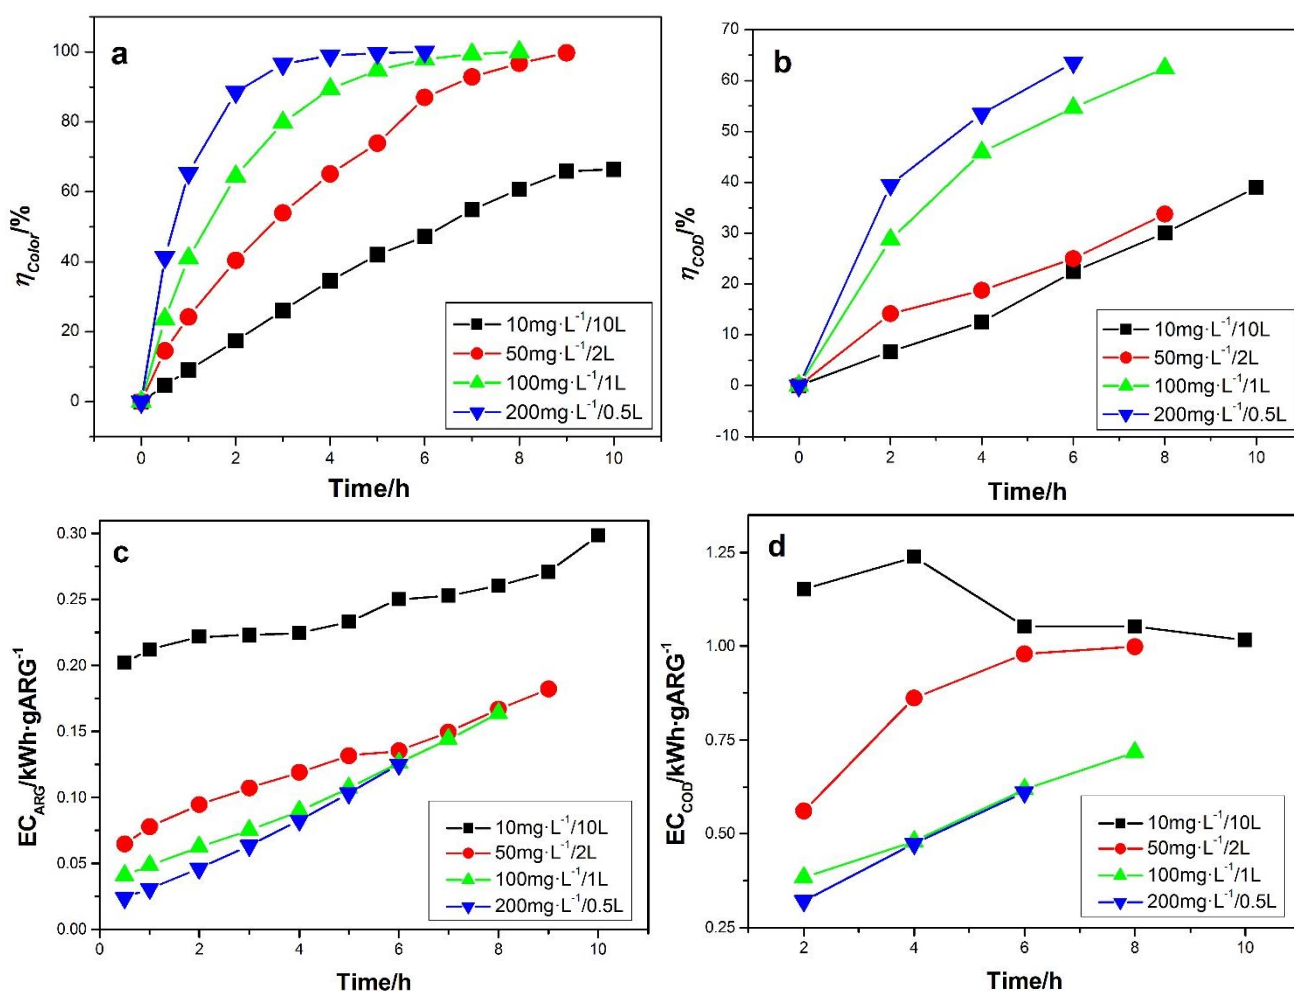 a
η_Color/%
100
80
60
40
20
0
0 2 4 6 8 10
Time/h
10mg·L⁻¹/10L
50mg·L⁻¹/2L
100mg·L⁻¹/1L
200mg·L⁻¹/0.5L
b
η_COD/%
70
60
50
40
30
20
10
0
-10
0 2 4 6 8 10
Time/h
10mg·L⁻¹/10L
50mg·L⁻¹/2L
100mg·L⁻¹/1L
200mg·L⁻¹/0.5L
c
EC_ARG/kWh·gARG⁻¹
0.30
0.25
0.20
0.15
0.10
0.05
0.00
0 2 4 6 8 10
Time/h
10mg·L⁻¹/10L
50mg·L⁻¹/2L
100mg·L⁻¹/1L
200mg·L⁻¹/0.5L
d
EC_COD/kWh·gARG⁻¹
1.25
1.00
0.75
0.50
0.25
2 4 6 8 10
Time/h
10mg·L⁻¹/10L
50mg·L⁻¹/2L
100mg·L⁻¹/1L
200mg·L⁻¹/0.5L